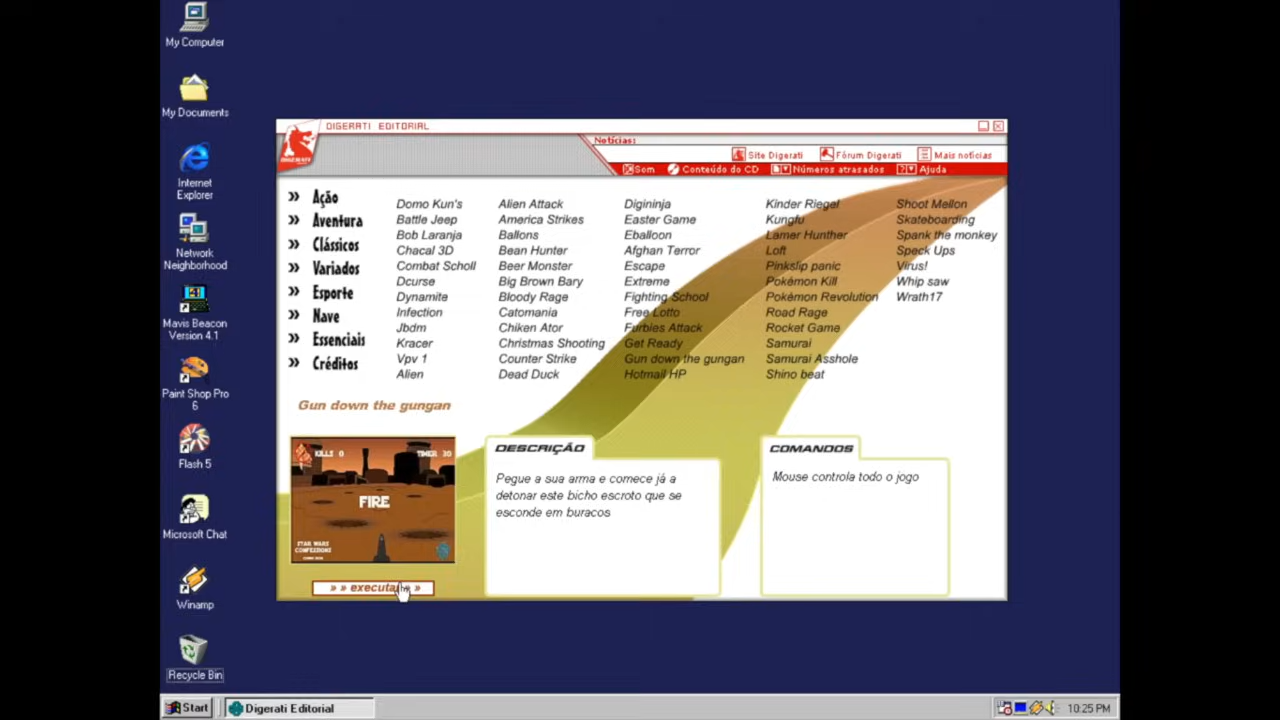 My Computer
My Documents
Internet
Explorer
Network
Neighborhood
Mavis Beacon
Version 4.1
Paint Shop Pro
6
Flash 5
Microsoft Chat
Winamp
Recycle Bin
DIGERATI EDITORIAL
Notícias:
Site Digerati
Fórum Digerati
Mais notícias
Som
Conteúdo do CD
Números atrasados
Ajuda
DIGERATI
» Ação
» Aventura
» Clássicos
» Variados
» Esporte
» Nave
» Essenciais
» Créditos
Domo Kun's
Battle Jeep
Bob Laranja
Chacal 3D
Combat Scholl
Dcurse
Dynamite
Infection
Jbdm
Kracer
Vpv 1
Alien
Alien Attack
America Strikes
Ballons
Bean Hunter
Beer Monster
Big Brown Bary
Bloody Rage
Catomania
Chiken Ator
Christmas Shooting
Counter Strike
Dead Duck
Digininja
Easter Game
Eballoon
Afghan Terror
Escape
Extreme
Fighting School
Free Lotto
Furbies Attack
Get Ready
Gun down the gungan
Hotmail HP
Kinder Riegel
Kungfu
Lamer Hunther
Loft
Pinkslip panic
Pokémon Kill
Pokémon Revolution
Road Rage
Rocket Game
Samurai
Samurai Asshole
Shino beat
Shoot Mellon
Skateboarding
Spank the monkey
Speck Ups
Virus!
Whip saw
Wrath17
Gun down the gungan
KILLS 0
TIMER 30
FIRE
STAR WARS
» » executar » »
DESCRIÇÃO
Pegue a sua arma e comece já a
detonar este bicho escroto que se
esconde em buracos
COMANDOS
Mouse controla todo o jogo
Start
Digerati Editorial
10:25 PM